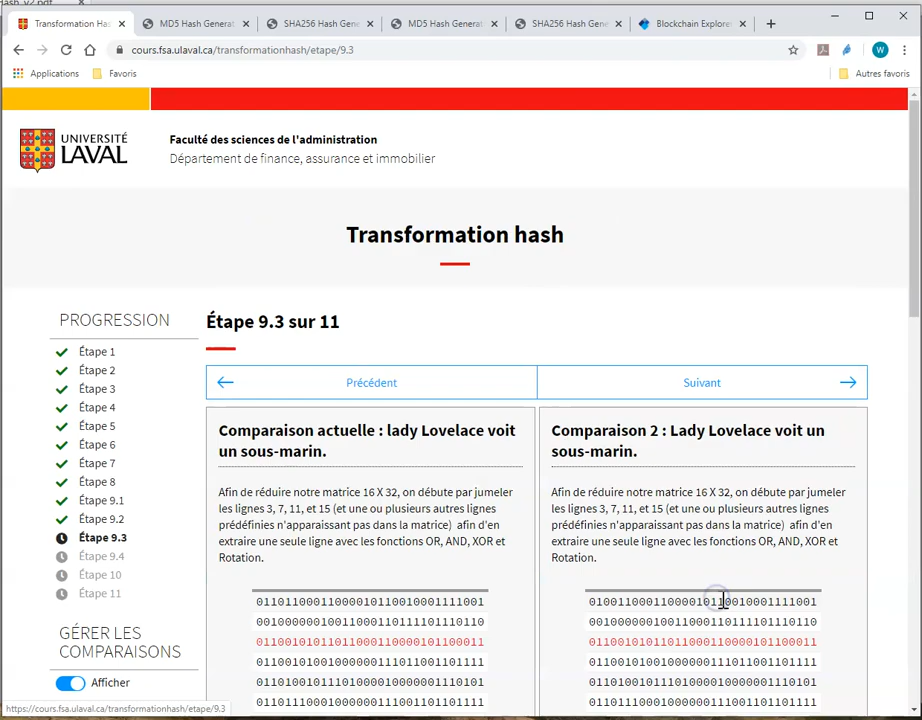 ash_v2.pdf
Transformation Has
MD5 Hash Generat
SHA256 Hash Gene
MD5 Hash Generat
SHA256 Hash Gene
Blockchain Explore
cours.fsa.ulaval.ca/transformationhash/etape/9.3
W
Applications
Favoris
Autres favoris
UNIVERSITÉ
LAVAL
Faculté des sciences de l'administration
Département de finance, assurance et immobilier
Transformation hash
PROGRESSION
Étape 1
Étape 2
Étape 3
Étape 4
Étape 5
Étape 6
Étape 7
Étape 8
Étape 9.1
Étape 9.2
Étape 9.3
Étape 9.4
Étape 10
Étape 11
GÉRER LES
COMPARAISONS
Afficher
Étape 9.3 sur 11
Précédent
Suivant
Comparaison actuelle : lady Lovelace voit
un sous-marin.
Afin de réduire notre matrice 16 X 32, on débute par jumeler
les lignes 3, 7, 11, et 15 (et une ou plusieurs autres lignes
prédéfinies n'apparaissant pas dans la matrice) afin d'en
extraire une seule ligne avec les fonctions OR, AND, XOR et
Rotation.
01101100011000010110010001111001
00100000010011000110111101110110
01100101011011000110000101100011
01100101001000000111011001101111
01101001011101000010000001110101
01101110001000000111001101101111
Comparaison 2 : Lady Lovelace voit un
sous-marin.
Afin de réduire notre matrice 16 X 32, on débute par jumeler
les lignes 3, 7, 11, et 15 (et une ou plusieurs autres lignes
prédéfinies n'apparaissant pas dans la matrice) afin d'en
extraire une seule ligne avec les fonctions OR, AND, XOR et
Rotation.
01001100011000010110010001111001
00100000010011000110111101110110
01100101011011000110000101100011
01100101001000000111011001101111
01101001011101000010000001110101
01101110001000000111001101101111
https://cours.fsa.ulaval.ca/transformationhash/etape/9.3